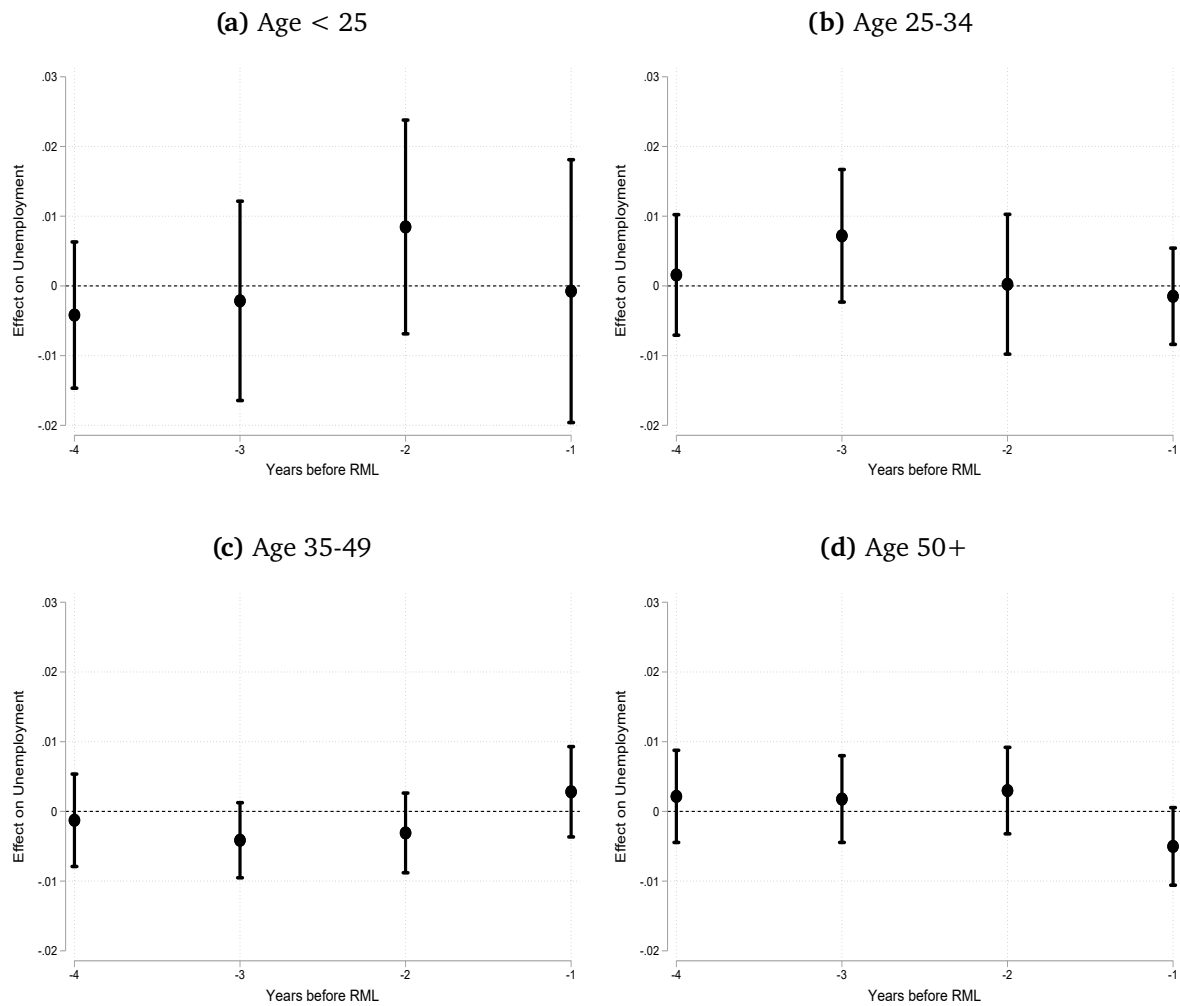 (a) Age < 25
.03
.02
.01
0
-.01
-.02
Effect on Unemployment
-4 -3 -2 -1
Years before RML
(b) Age 25-34
.03
.02
.01
0
-.01
-.02
Effect on Unemployment
-4 -3 -2 -1
Years before RML
(c) Age 35-49
.03
.02
.01
0
-.01
-.02
Effect on Unemployment
-4 -3 -2 -1
Years before RML
(d) Age 50+
.03
.02
.01
0
-.01
-.02
Effect on Unemployment
-4 -3 -2 -1
Years before RML